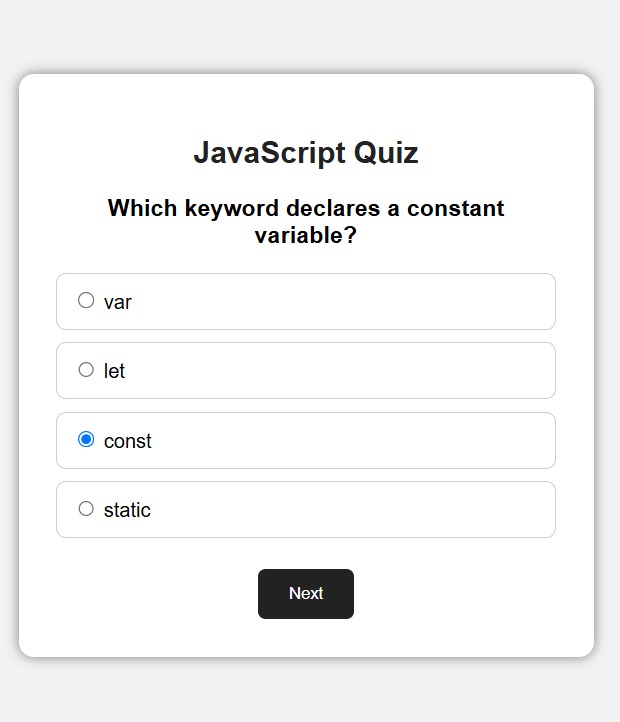 JavaScript Quiz
Which keyword declares a constant
variable?
var
let
const
static
Next